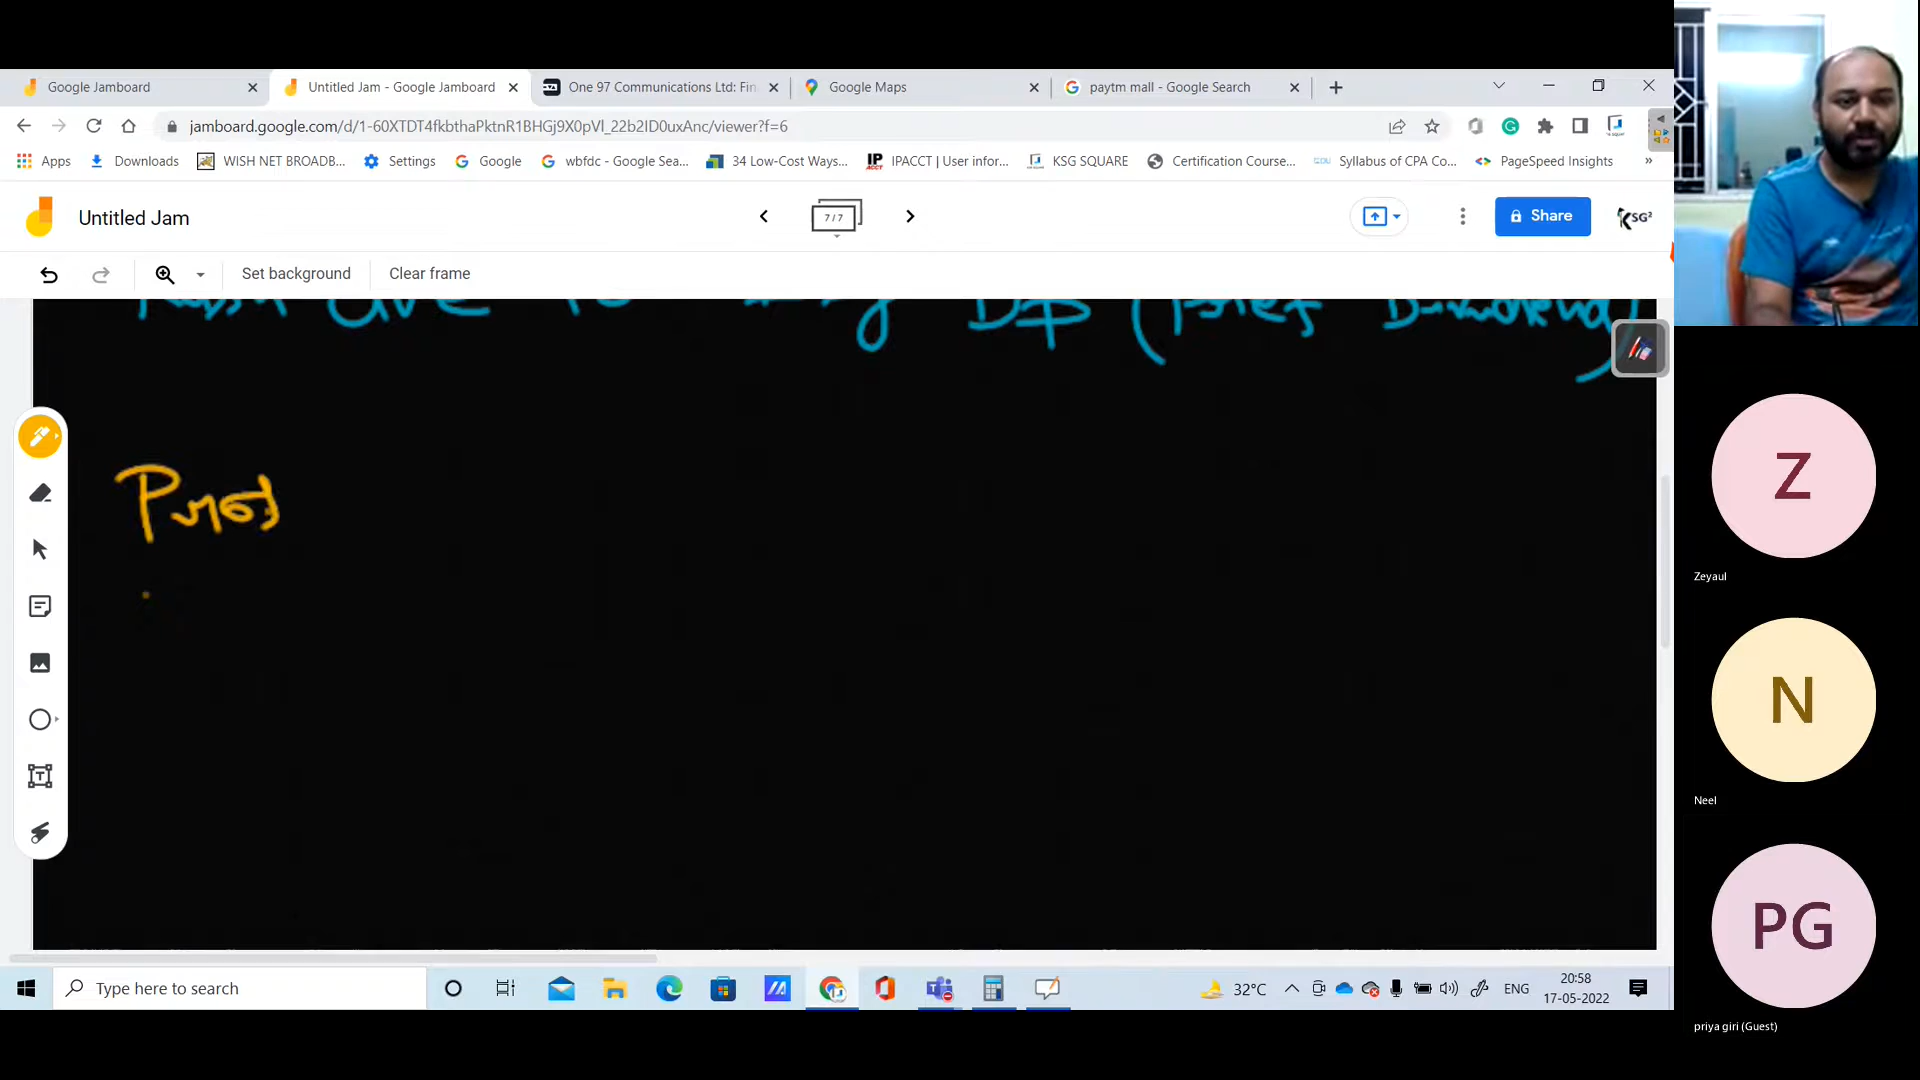 Google Jamboard
Untitled Jam - Google Jamboard
One 97 Communications Ltd: Fin
Google Maps
paytm mall - Google Search
jamboard.google.com/d/1-60XTDT4fkbthaPktnR1BHGj9X0pVl_22b2ID0uxAnc/viewer?f=6
Apps
Downloads
WISH NET BROADB...
Settings
Google
wbfdc - Google Sea...
34 Low-Cost Ways...
IP
ACCT
IPACCT | User infor...
KSG SQUARE
Certification Course...
Syllabus of CPA Co...
PageSpeed Insights
»
Untitled Jam
7 / 7
Share
KSG²
Set background
Clear frame
Z
Zeyaul
N
Neel
PG
priya giri (Guest)
Type here to search
32°C
ENG
20:58
17-05-2022